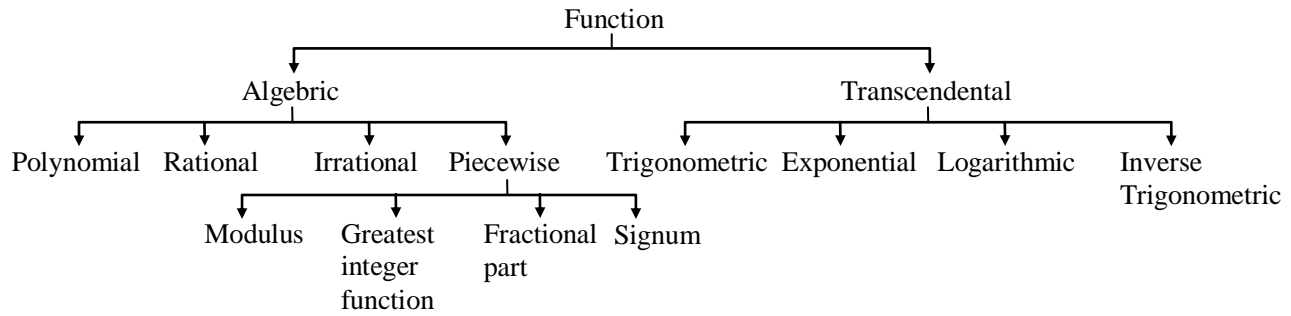 Function
Algebric Transcendental
Polynomial Rational Irrational Piecewise Trigonometric Exponential Logarithmic Inverse
Trigonometric
Modulus Greatest Fractional Signum
integer part
function